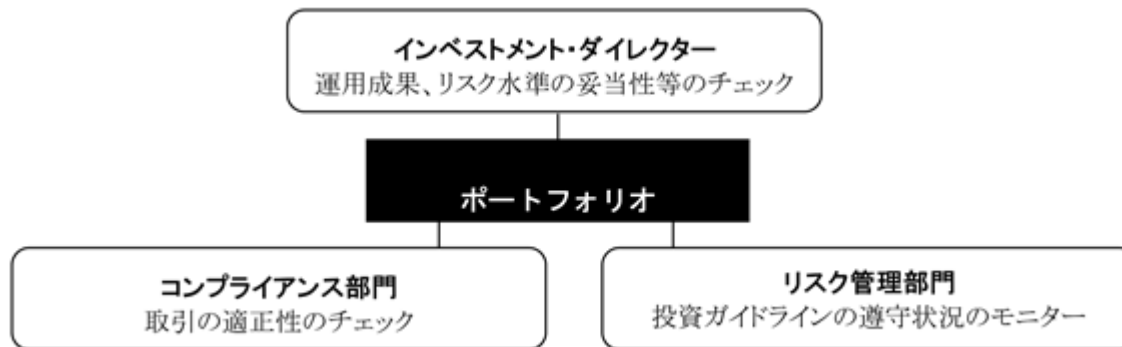 インベストメント・ダイレクター
運用成果、リスク水準の妥当性等のチェック
ポートフォリオ
コンプライアンス部門
取引の適正性のチェック
リスク管理部門
投資ガイドラインの遵守状況のモニター